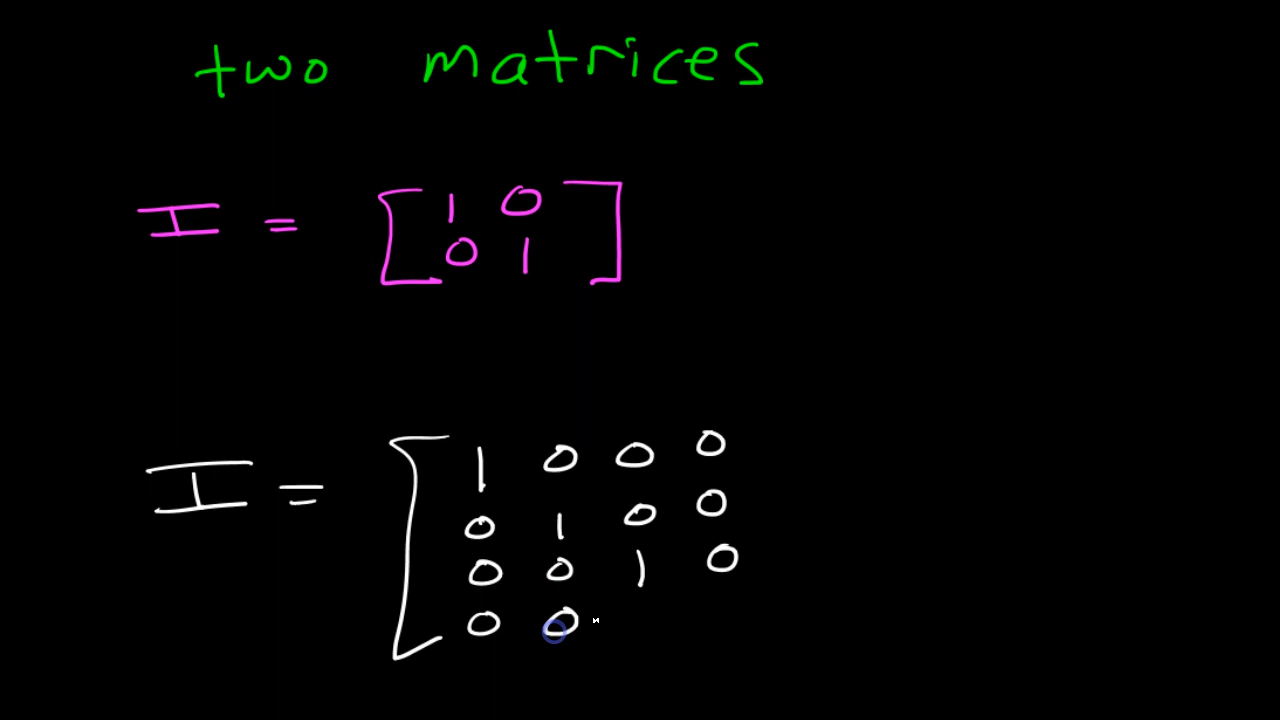 two matrices
I = [ 1 0
0 1 ]
I = [ 1 0 0 0
0 1 0 0
0 0 1 0
0 0